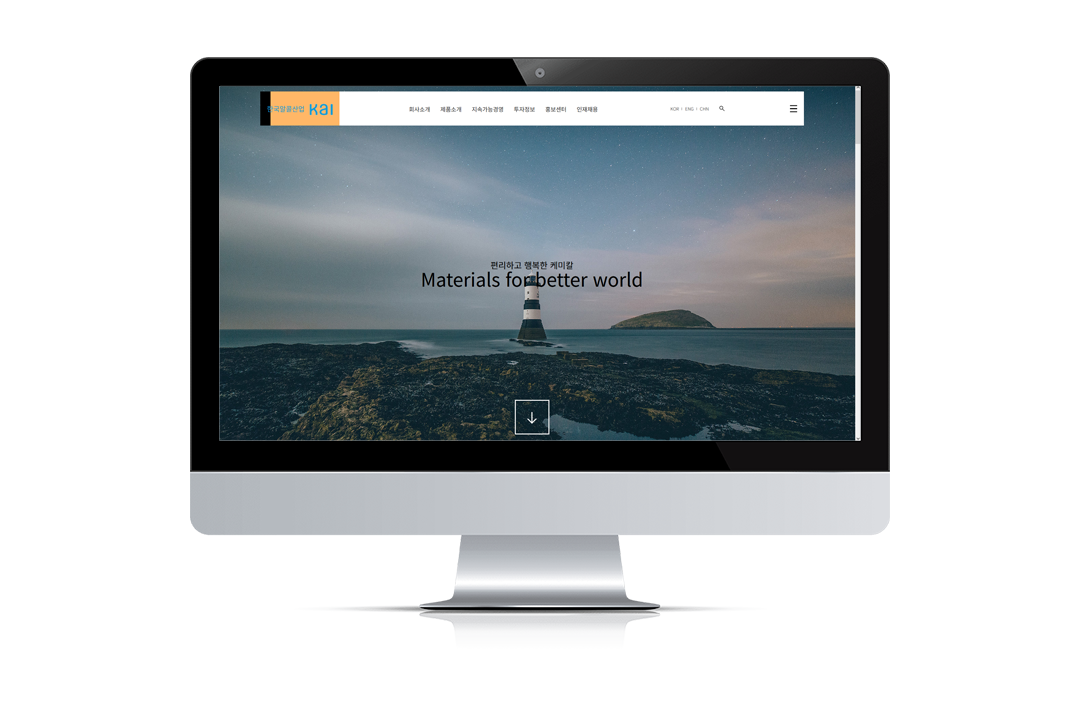 한국알콜산업 KAI
회사소개 제품소개 지속가능경영 투자정보 홍보센터 인재채용
KOR / ENG / CHN
편리하고 행복한 케미칼
Materials for better world